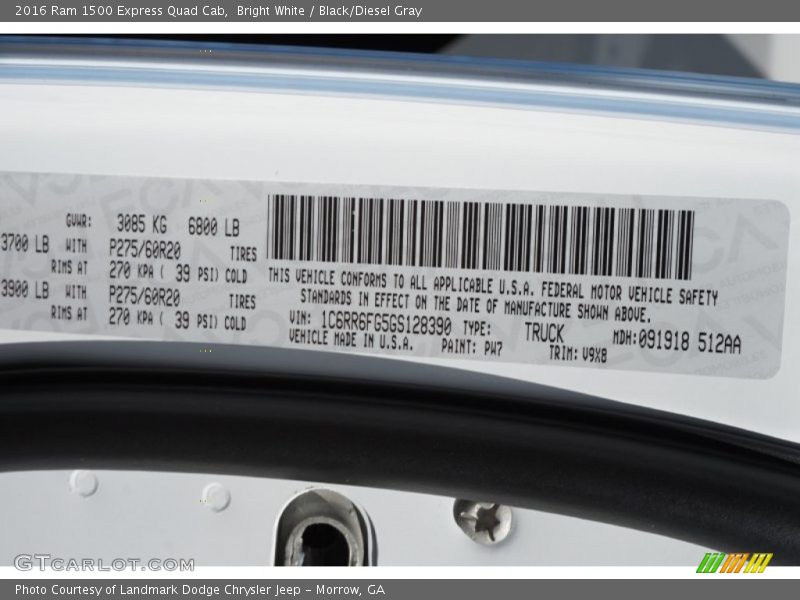 2016 Ram 1500 Express Quad Cab,  Bright White / Black/Diesel Gray
GVWR: 3085 KG 6800 LB
3700 LB WITH P275/60R20 TIRES
RIMS AT 270 KPA ( 39 PSI) COLD
3900 LB WITH P275/60R20 TIRES
RIMS AT 270 KPA ( 39 PSI) COLD
THIS VEHICLE CONFORMS TO ALL APPLICABLE U.S.A. FEDERAL MOTOR VEHICLE SAFETY
STANDARDS IN EFFECT ON THE DATE OF MANUFACTURE SHOWN ABOVE.
VIN: 1C6RR6FG5GS128390 TYPE: TRUCK MDH:091918 512AA
VEHICLE MADE IN U.S.A. PAINT: PW7 TRIM: V9X8
GTCARLOT.COM
Photo Courtesy of Landmark Dodge Chrysler Jeep – Morrow, GA